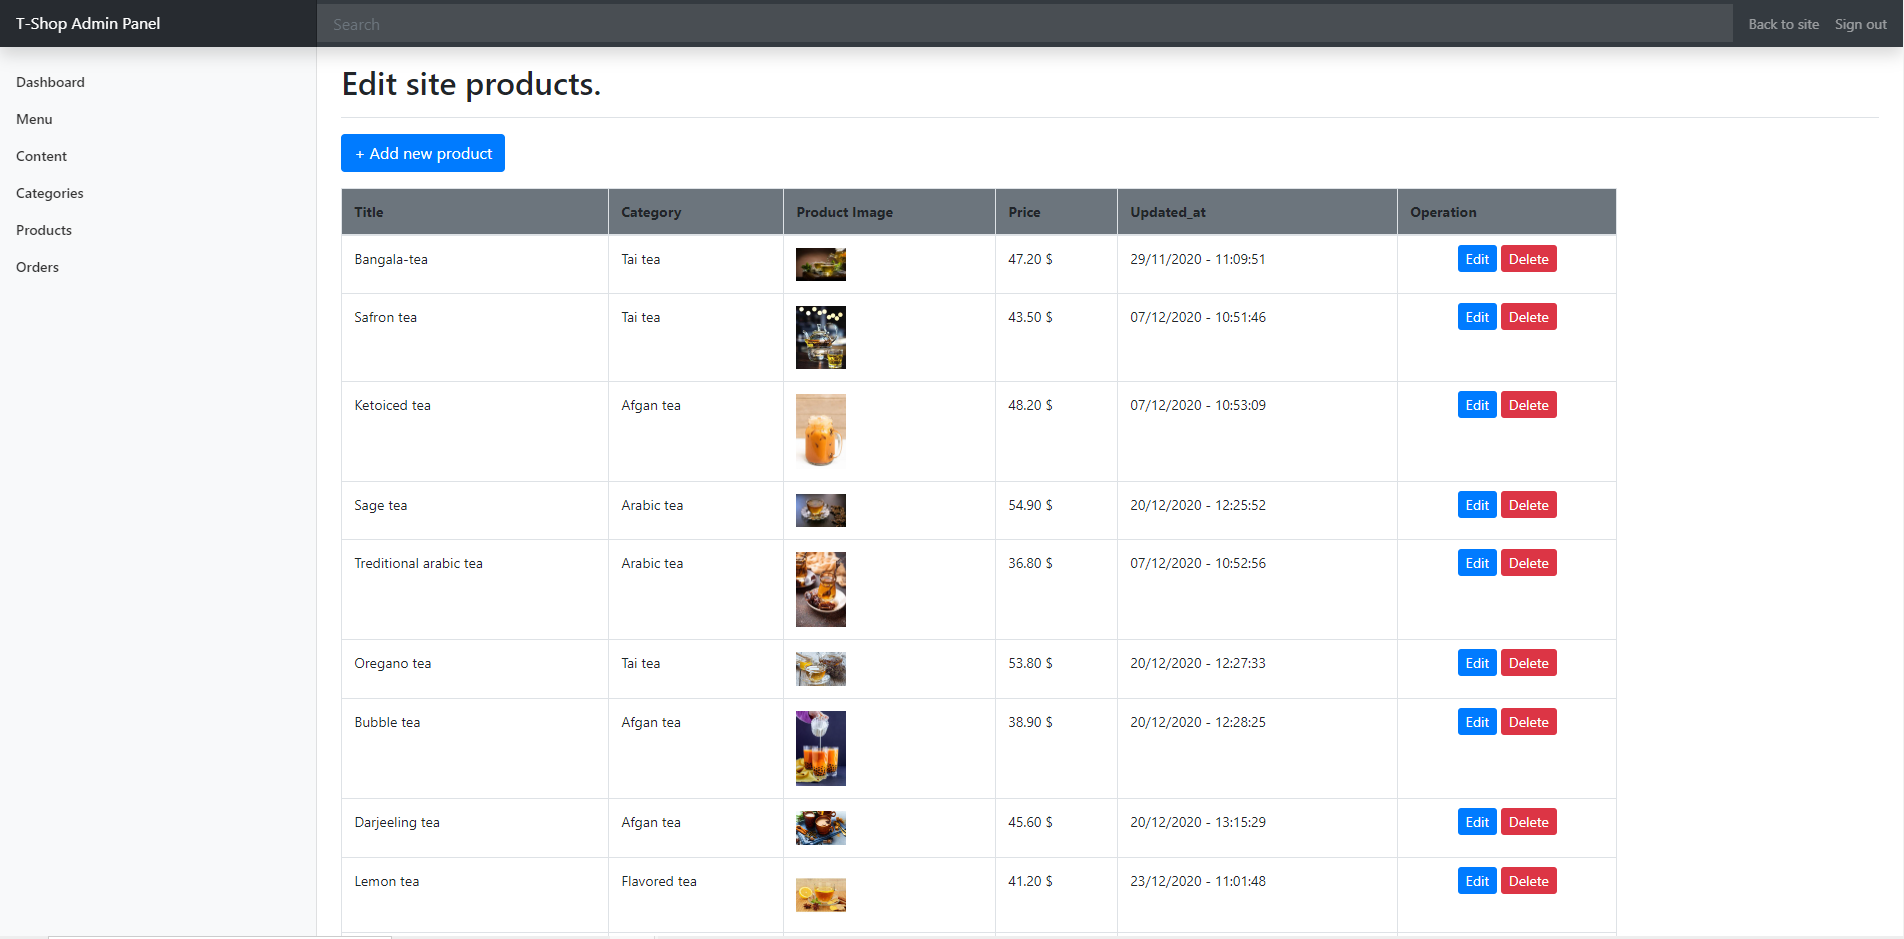 T-Shop Admin Panel
Search
Back to site
Sign out
Dashboard
Menu
Content
Categories
Products
Orders
Edit site products.
+ Add new product
Title Category Product Image Price Updated_at Operation
Bangala-tea Tai tea 47.20 $ 29/11/2020 - 11:09:51 Edit Delete
Safron tea Tai tea 43.50 $ 07/12/2020 - 10:51:46 Edit Delete
Ketoiced tea Afgan tea 48.20 $ 07/12/2020 - 10:53:09 Edit Delete
Sage tea Arabic tea 54.90 $ 20/12/2020 - 12:25:52 Edit Delete
Treditional arabic tea Arabic tea 36.80 $ 07/12/2020 - 10:52:56 Edit Delete
Oregano tea Tai tea 53.80 $ 20/12/2020 - 12:27:33 Edit Delete
Bubble tea Afgan tea 38.90 $ 20/12/2020 - 12:28:25 Edit Delete
Darjeeling tea Afgan tea 45.60 $ 20/12/2020 - 13:15:29 Edit Delete
Lemon tea Flavored tea 41.20 $ 23/12/2020 - 11:01:48 Edit Delete